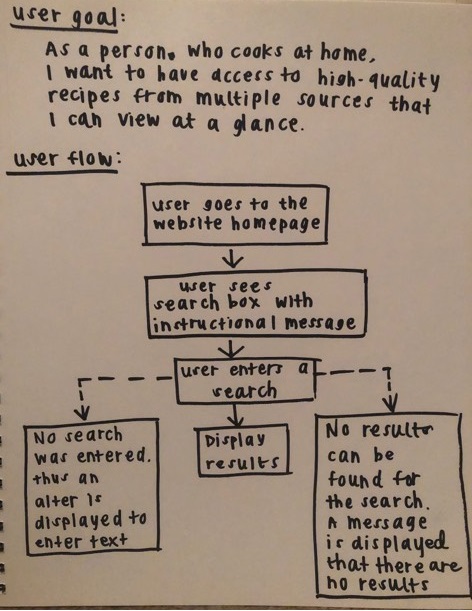 user goal:
As a person. who cooks at home,
I want to have access to high-quality
recipes from multiple sources that
I can view at a glance.
user flow:
user goes to the
website homepage
user sees
search box with
instructional message
user enters a
search
No search
was entered.
thus an
alter is
displayed to
enter text
Display
results
No results
can be
found for
the search.
A message
is displayed
that there are
no results